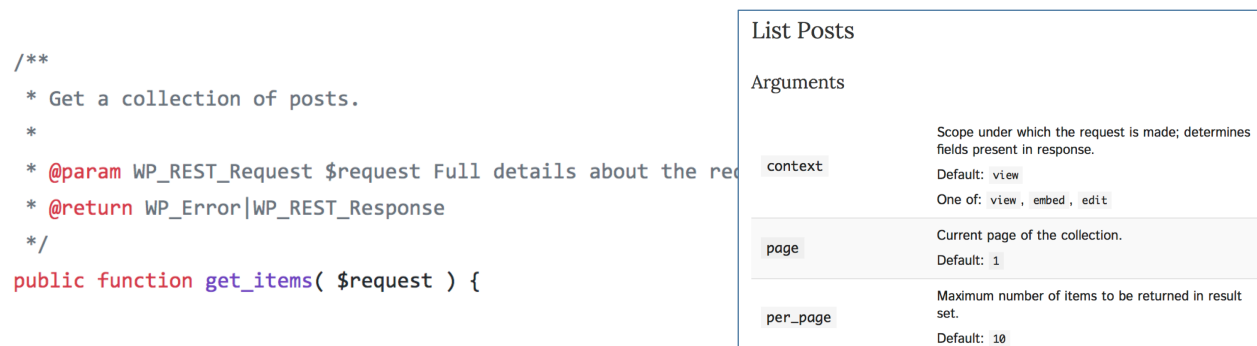 /**
* Get a collection of posts.
*
* @param WP_REST_Request $request Full details about the
* @return WP_Error|WP_REST_Response
*/
public function get_items( $request ) {
List Posts
Arguments
context
Scope under which the request is made; determines
fields present in response.
Default: view
One of: view, embed, edit
page
Current page of the collection.
Default: 1
per_page
Maximum number of items to be returned in result
set.
Default: 10